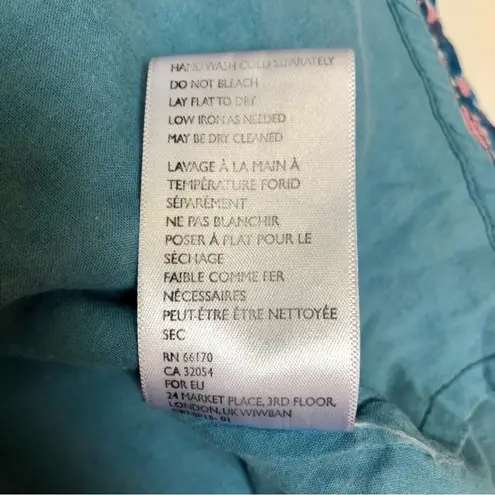 HAND WASH COLD SEPARATELY
DO NOT BLEACH
LAY FLAT TO DRY
LOW IRON AS NEEDED
MAY BE DRY CLEANED
LAVAGE À LA MAIN À
TEMPÉRATURE FORID
SÉPARÉMENT
NE PAS BLANCHIR
POSER À PLAT POUR LE
SÉCHAGE
FAIBLE COMME FER
NÉCESSAIRES
PEUT-ÊTRE ÊTRE NETTOYÉE
SEC
RN 66170
CA 32054
FOR EU
24 MARKET PLACE, 3RD FLOOR,
LONDON, UK WIW8AN